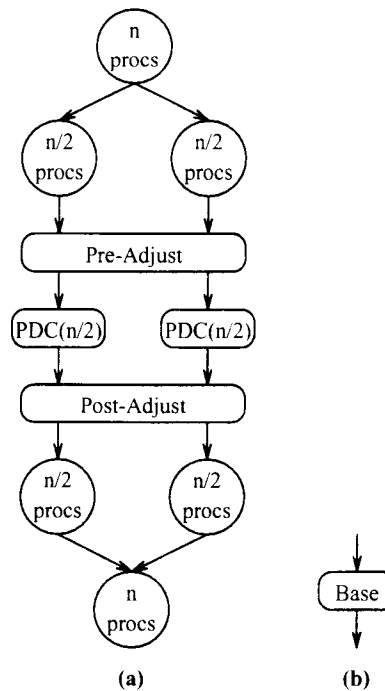 n
procs
n/2
procs
n/2
procs
Pre-Adjust
PDC(n/2)
PDC(n/2)
Post-Adjust
n/2
procs
n/2
procs
n
procs
Base
(a)
(b)